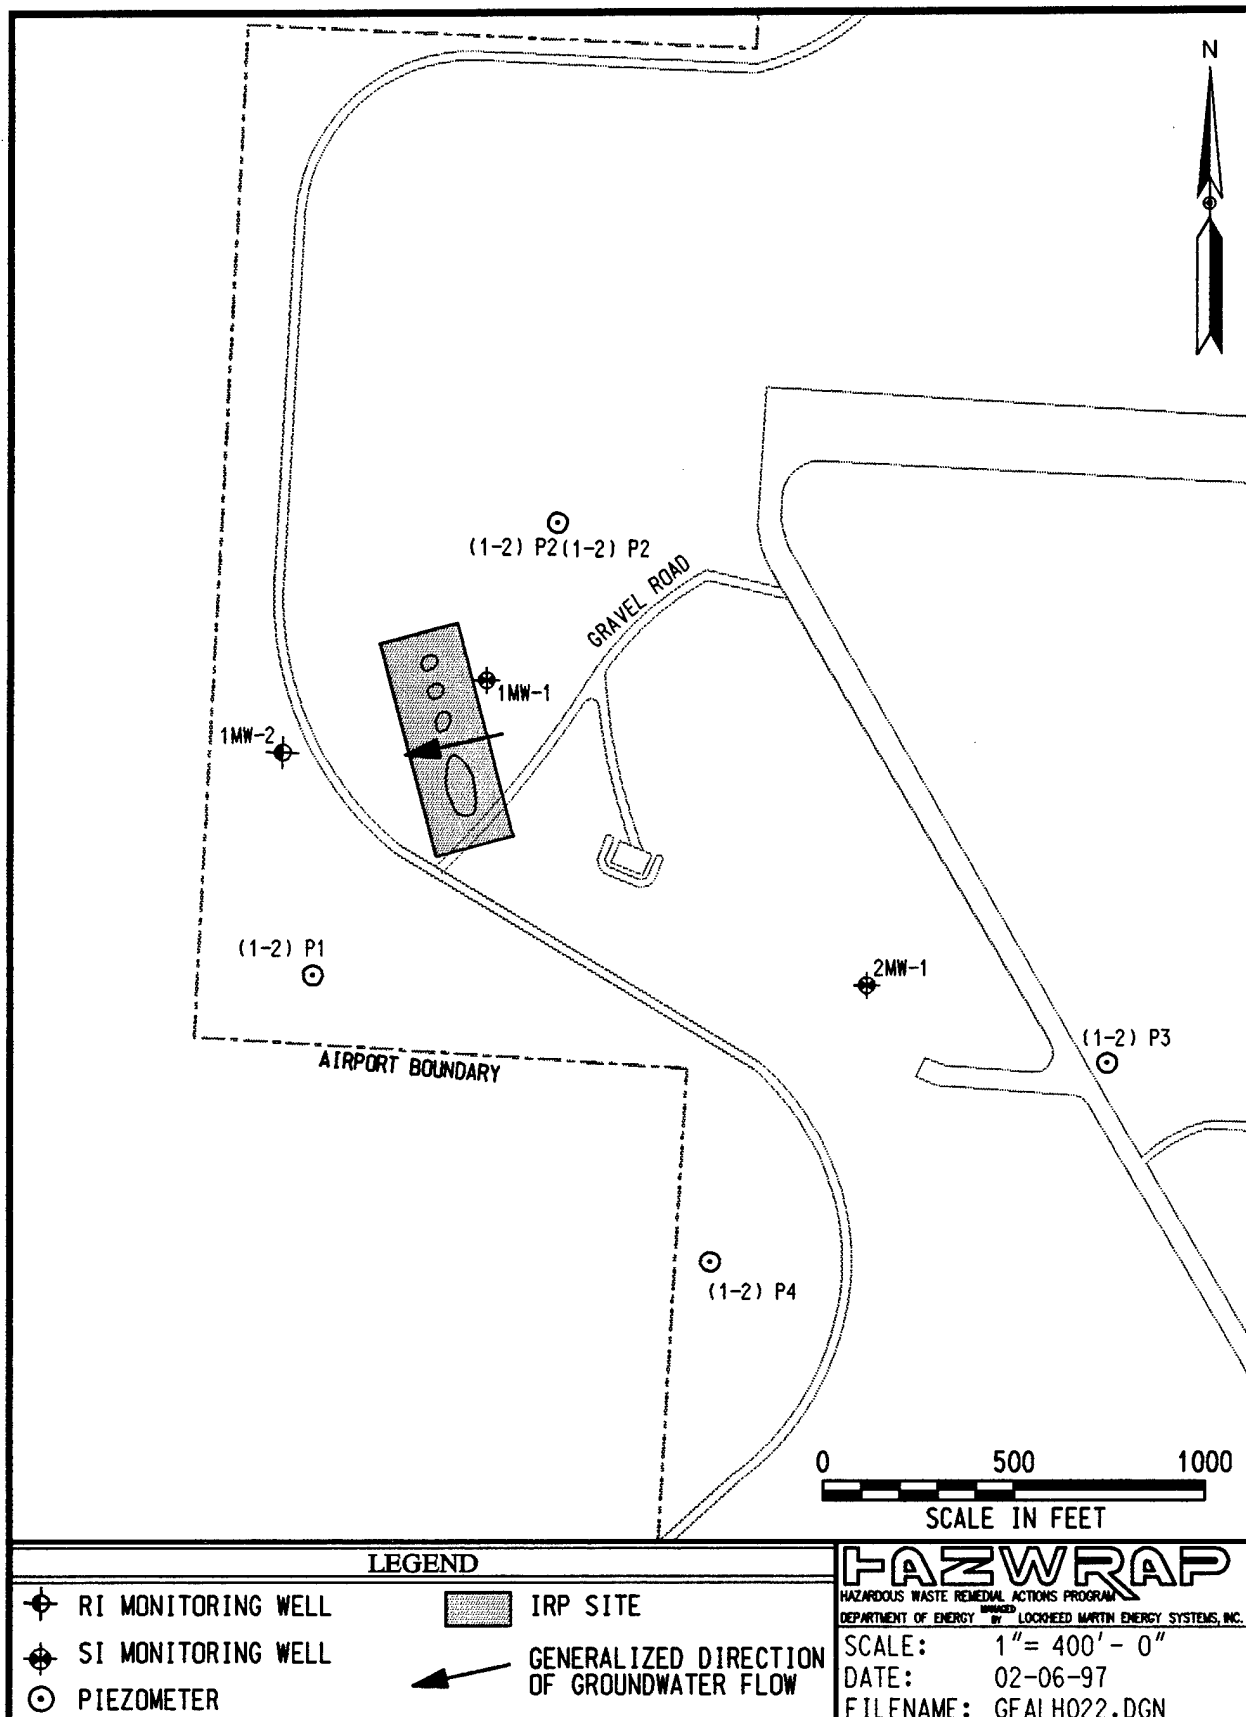 N
(1-2) P2(1-2) P2
GRAVEL ROAD
1MW-1
1MW-2
(1-2) P1
2MW-1
(1-2) P3
AIRPORT BOUNDARY
(1-2) P4
0 500 1000
SCALE IN FEET
LEGEND
RI MONITORING WELL
SI MONITORING WELL
PIEZOMETER
IRP SITE
GENERALIZED DIRECTION
OF GROUNDWATER FLOW
HAZWRAP
HAZARDOUS WASTE REMEDIAL ACTIONS PROGRAM
DEPARTMENT OF ENERGY MANAGED BY LOCKHEED MARTIN ENERGY SYSTEMS, INC.
SCALE: 1"= 400' - 0"
DATE: 02-06-97
FILENAME: GFALH022.DGN